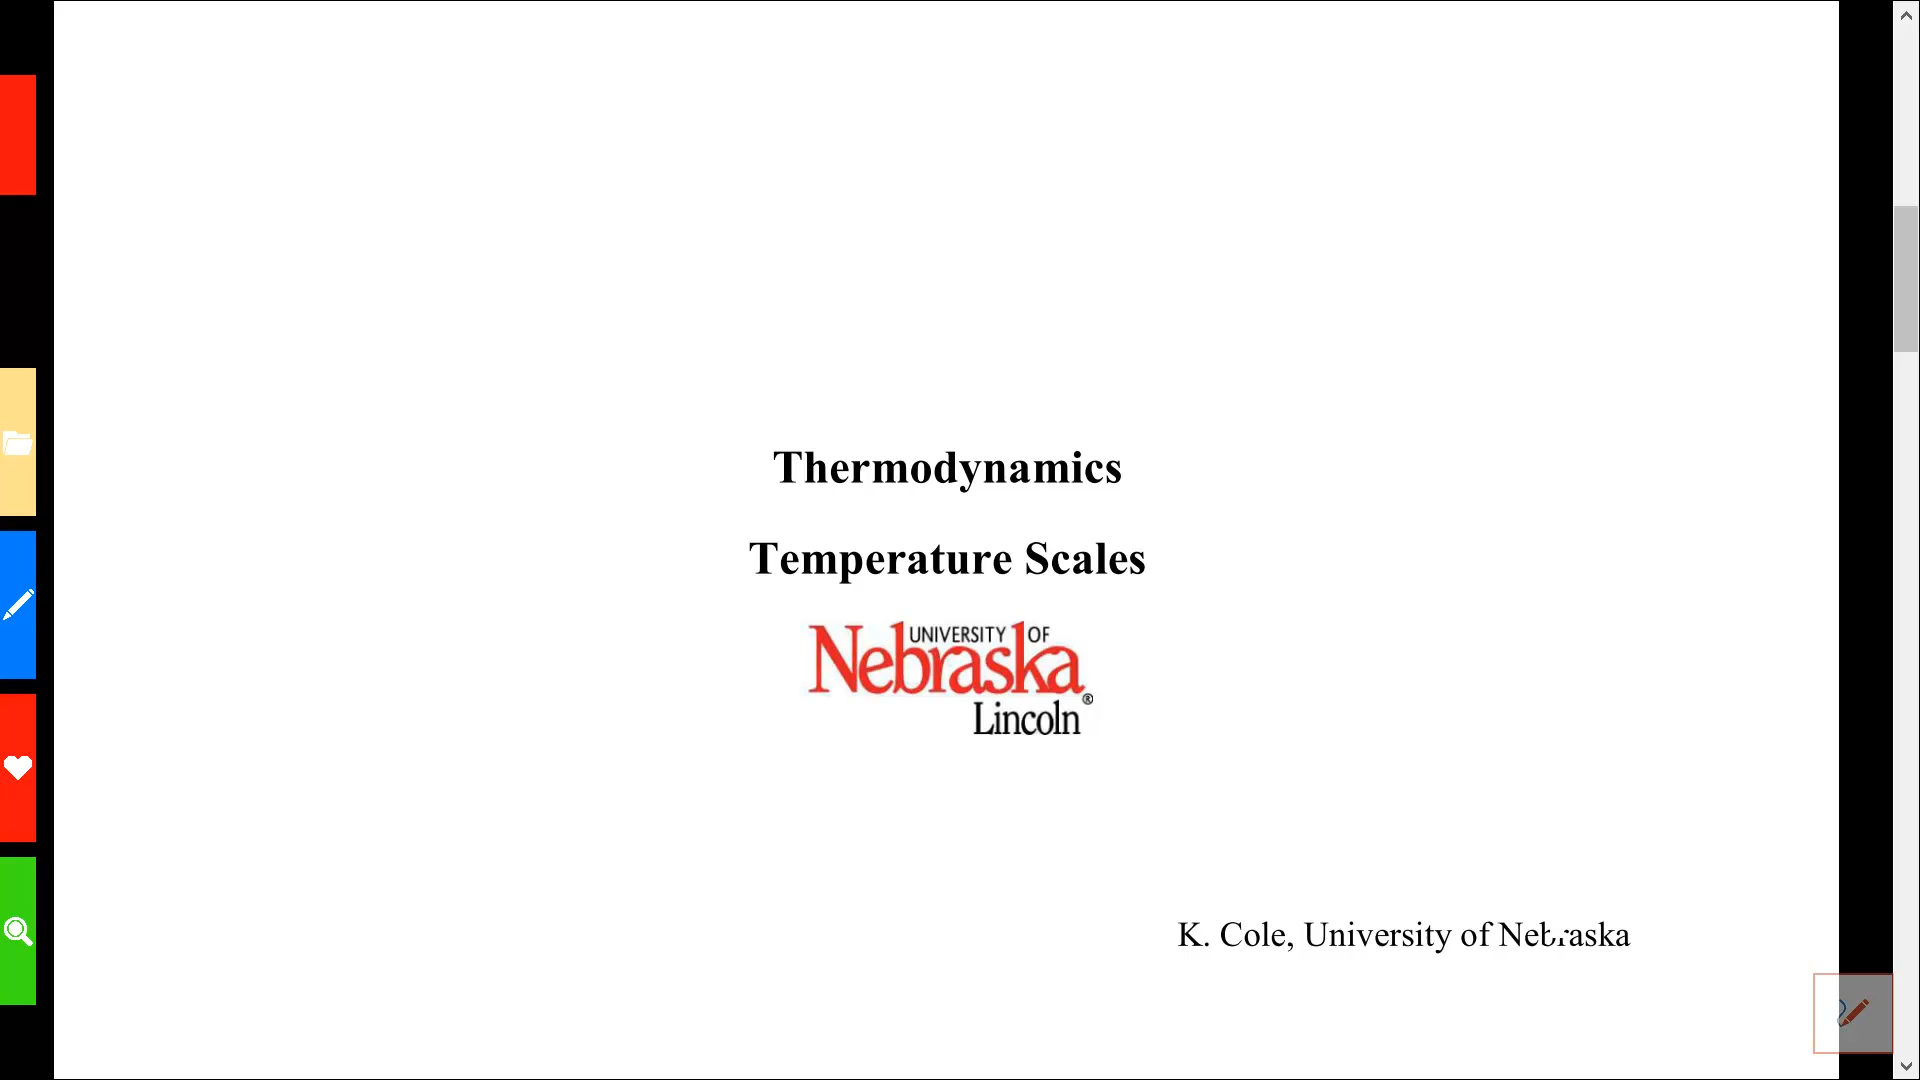 Thermodynamics
Temperature Scales
UNIVERSITY OF
Nebraska®
Lincoln
K. Cole, University of Nebraska